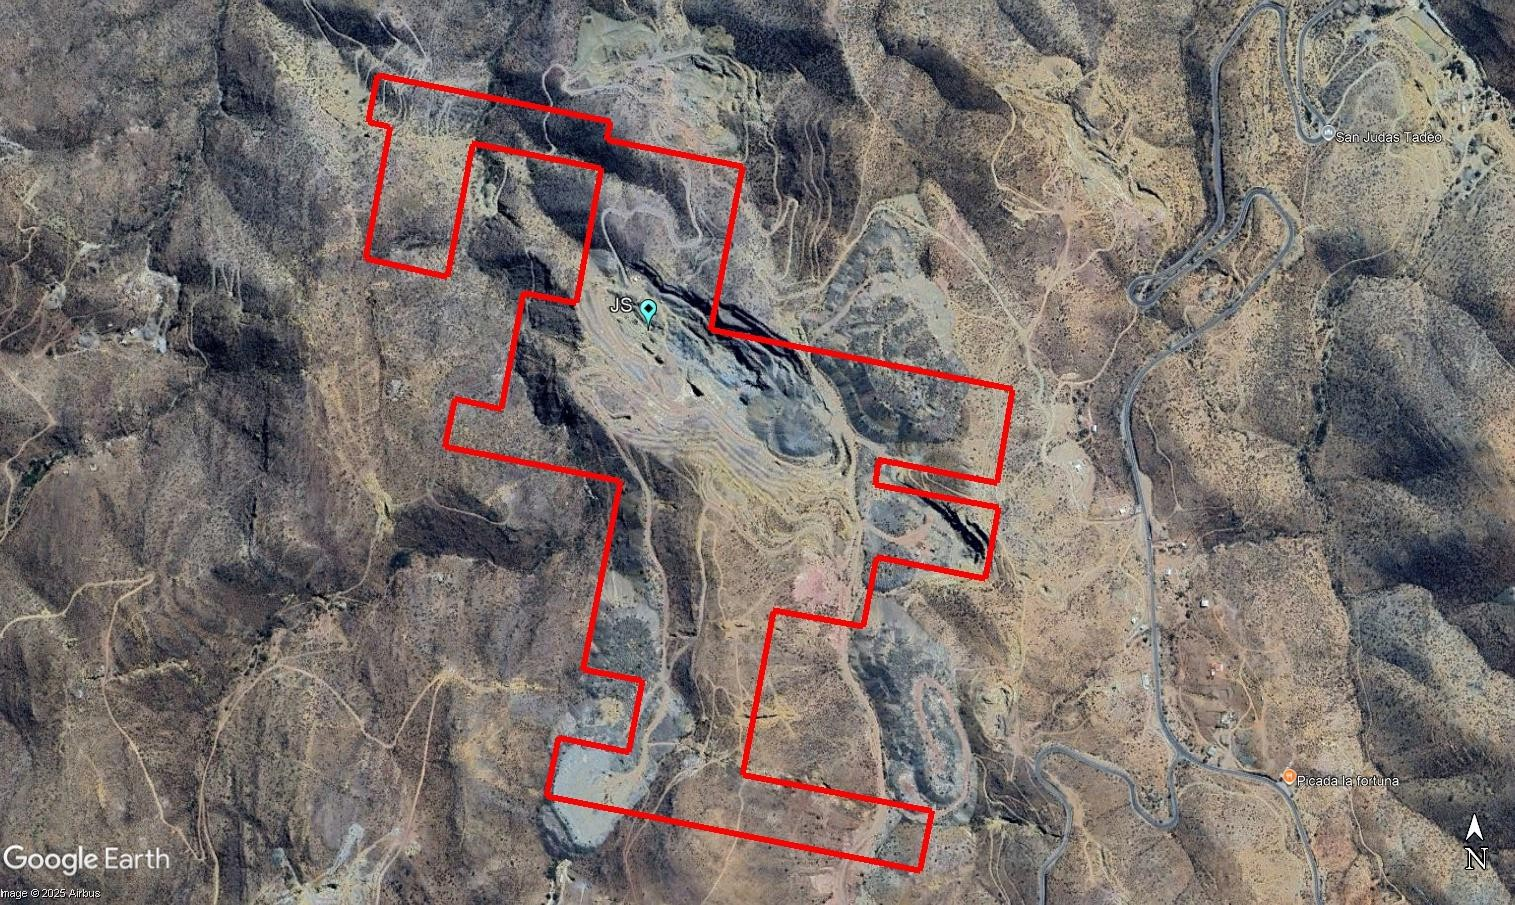 San Judas Tadeo
JS
Picada la fortuna
N
Google Earth
Image © 2025 Airbus